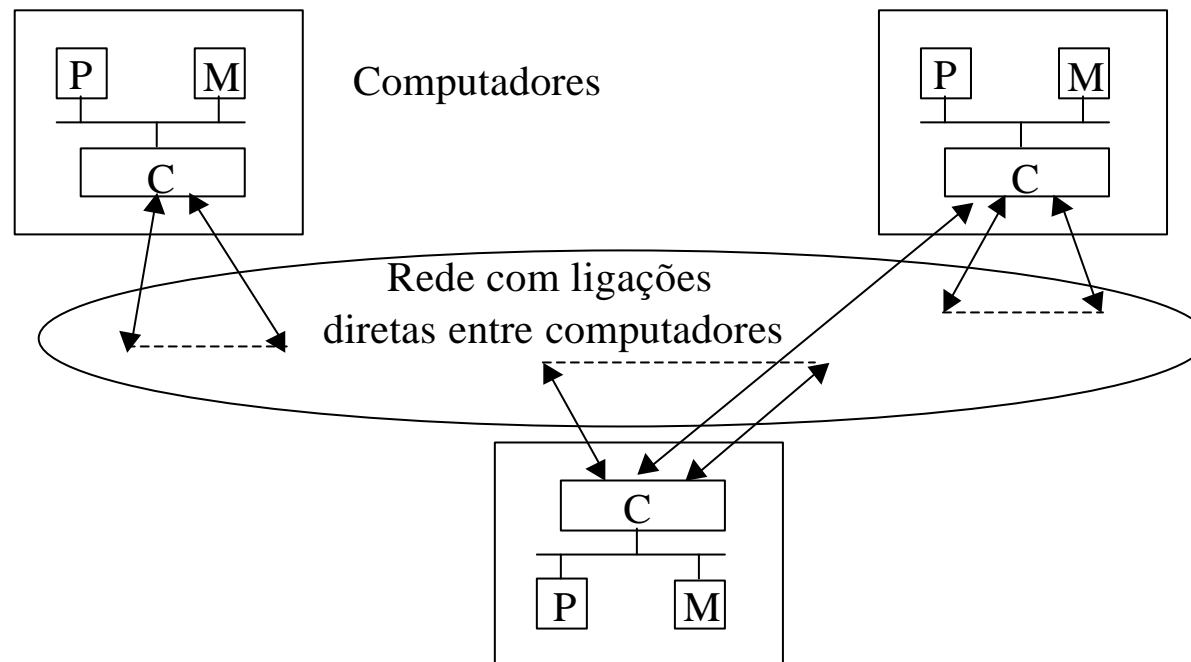 P M
Computadores
P M
C
C
Rede com ligações
diretas entre computadores
C
P M